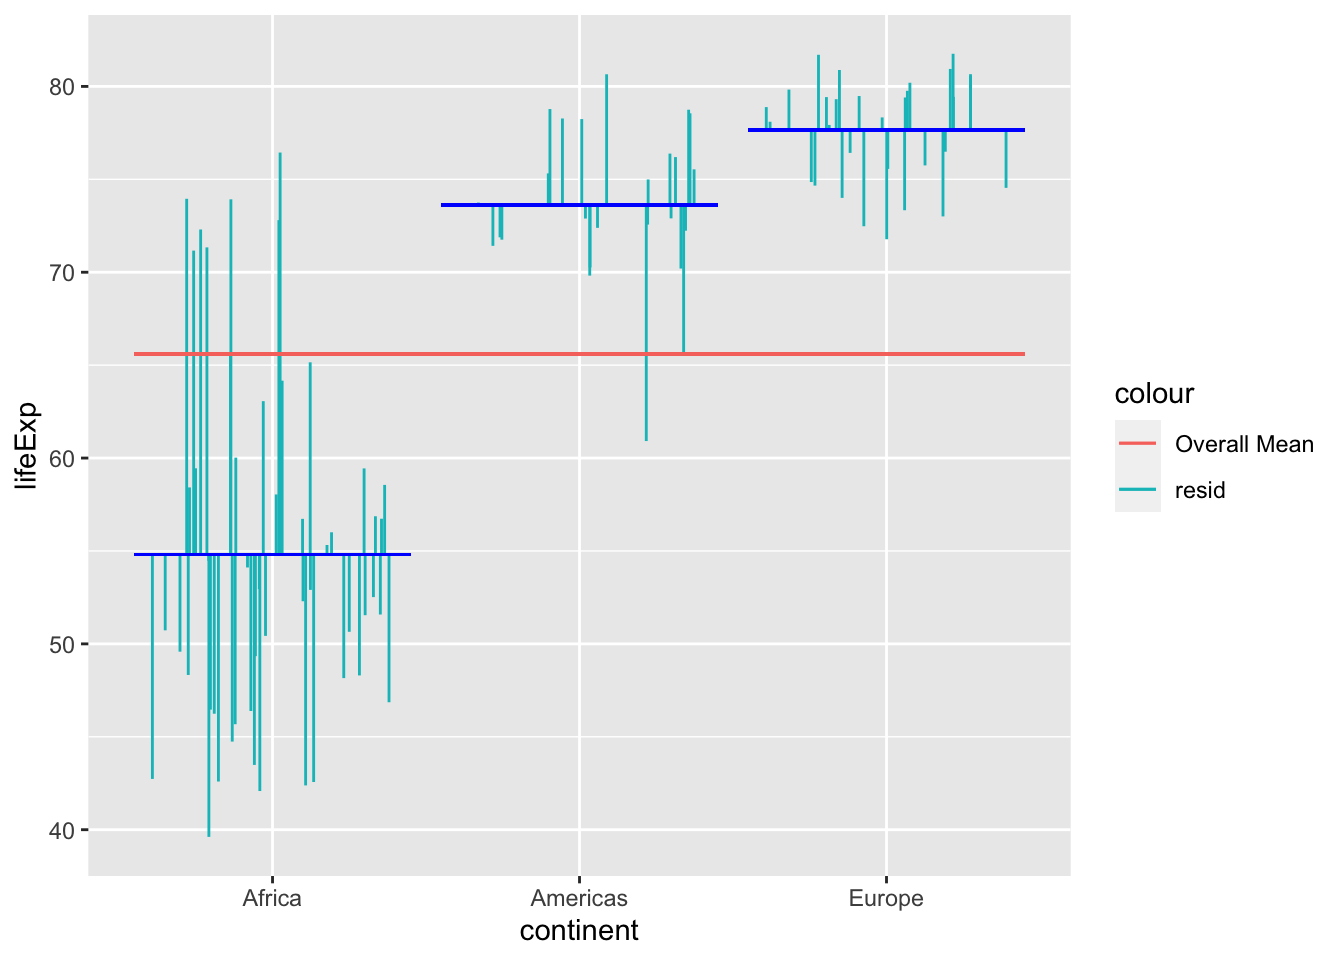 80
70
60
50
40
lifeExp
Africa
Americas
Europe
continent
colour
Overall Mean
resid